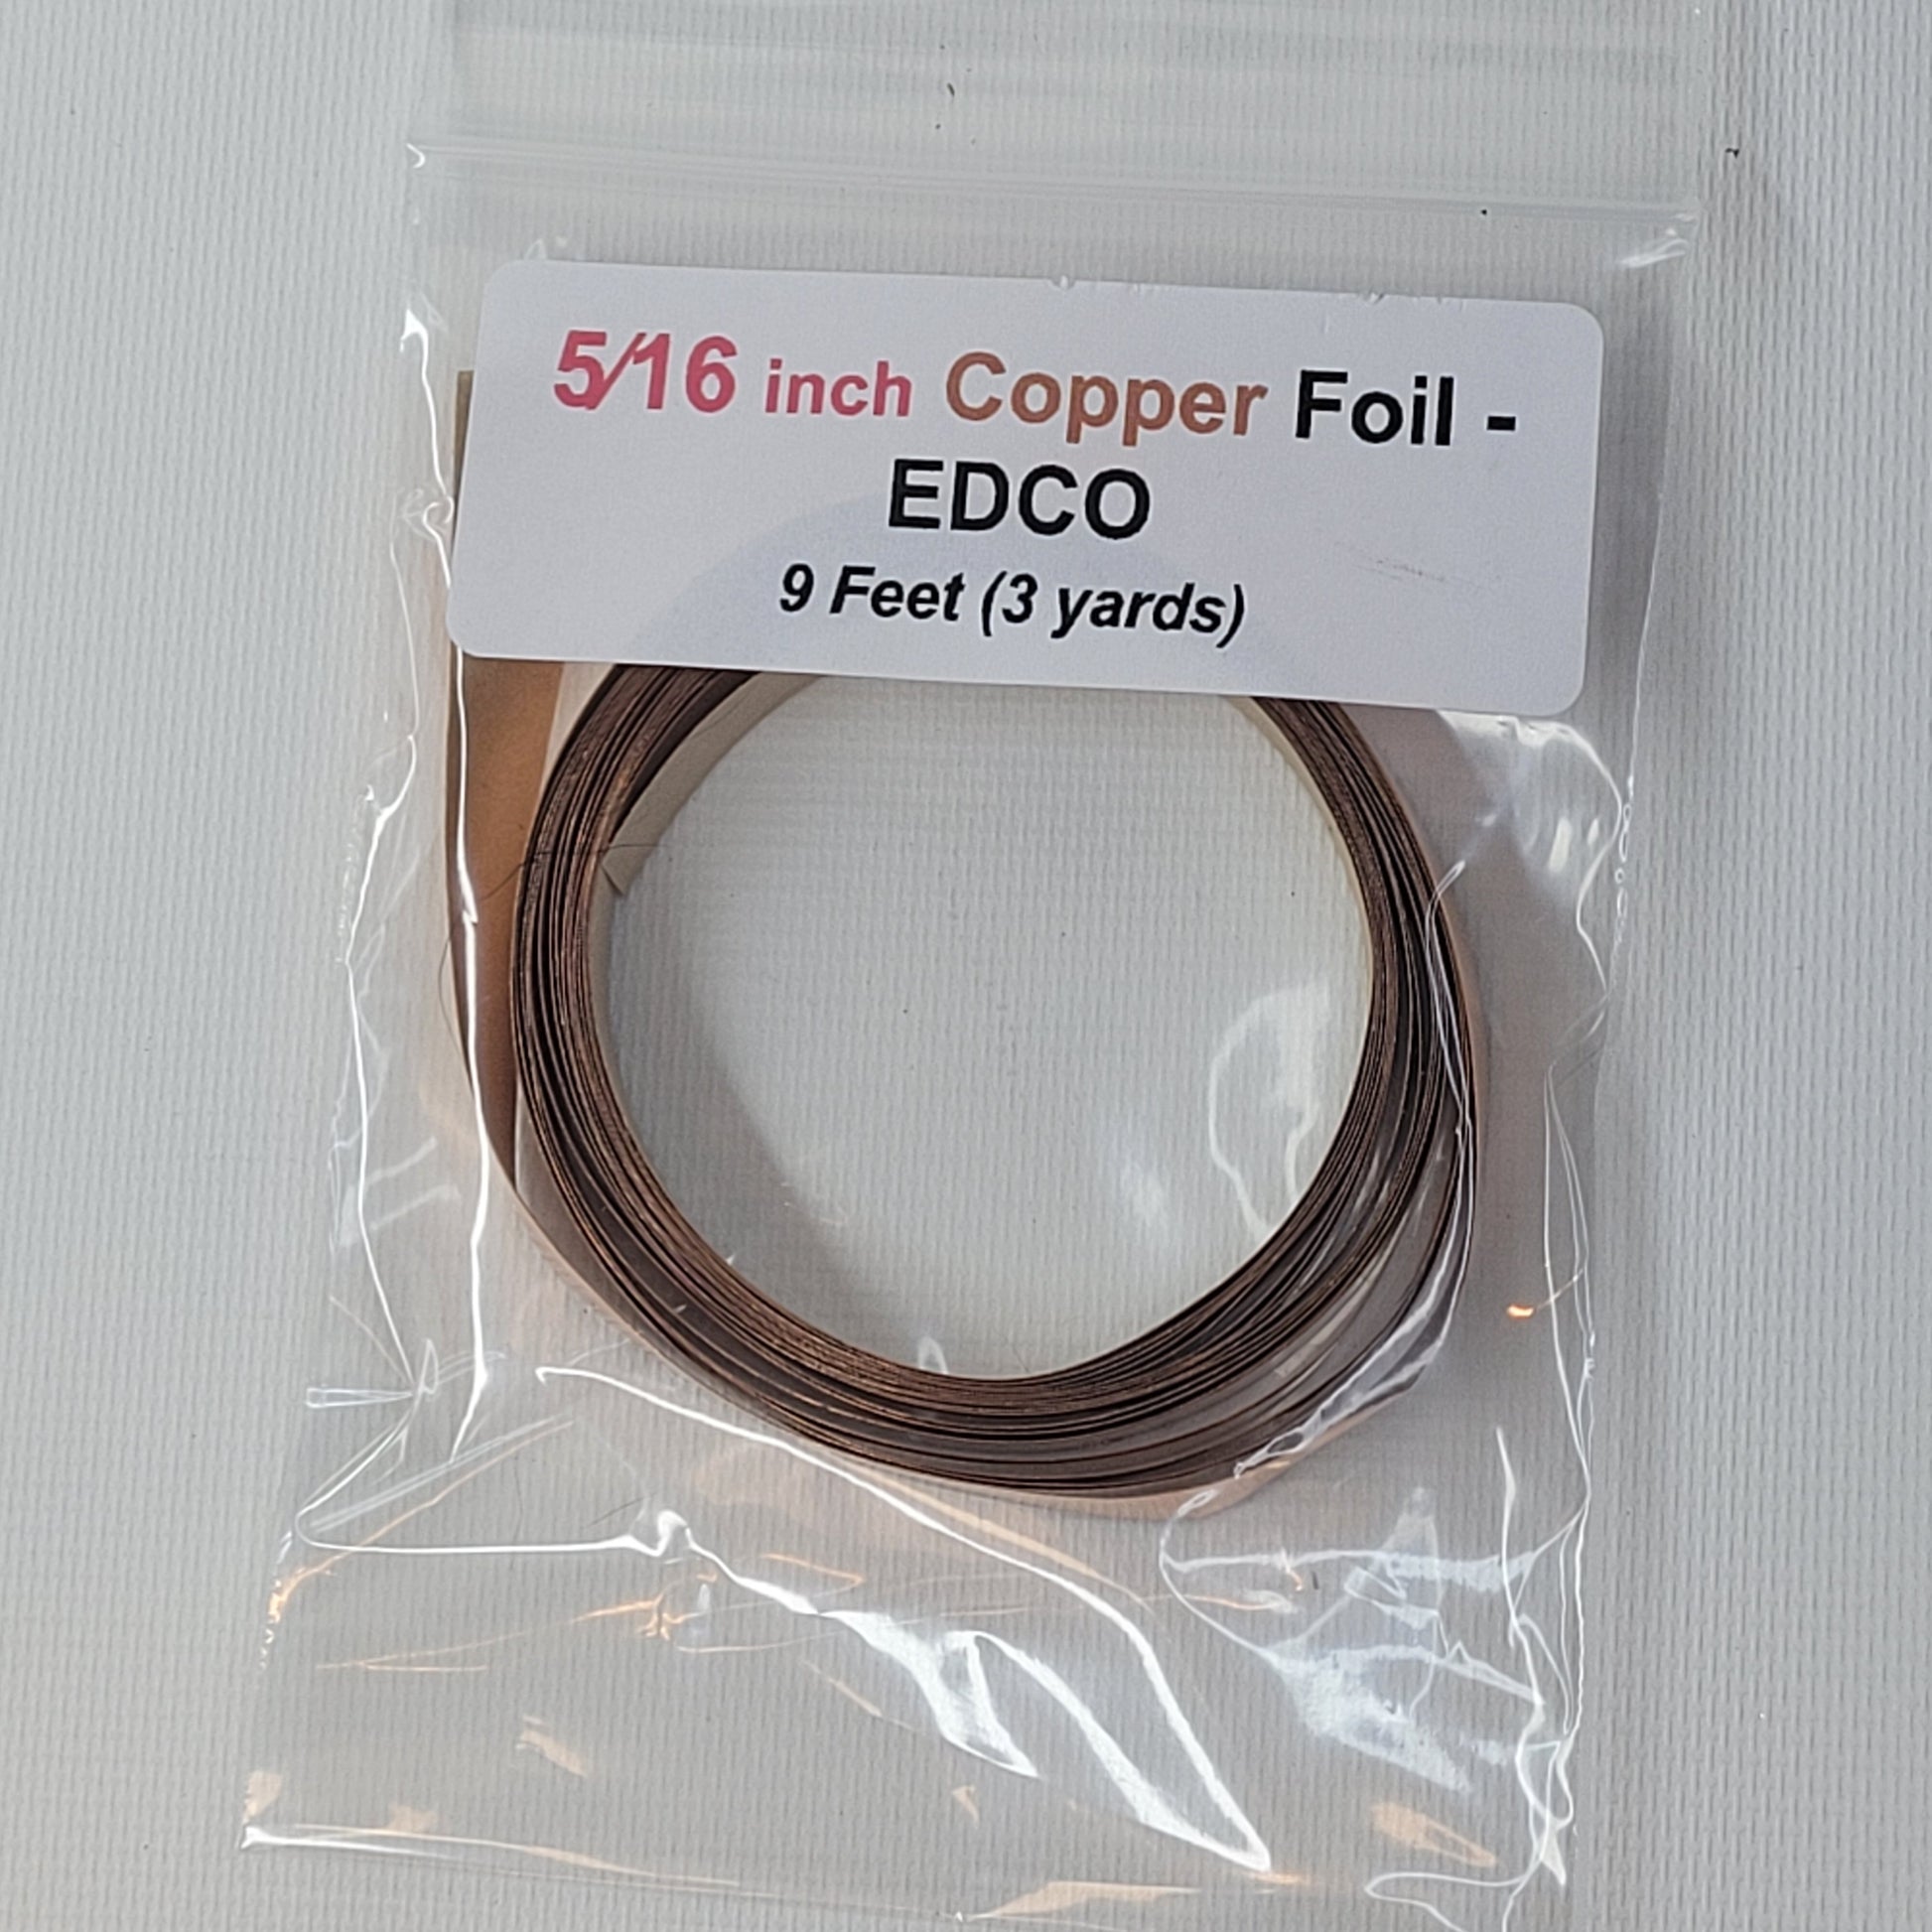 5/16 inch Copper Foil -
EDCO
9 Feet (3 yards)